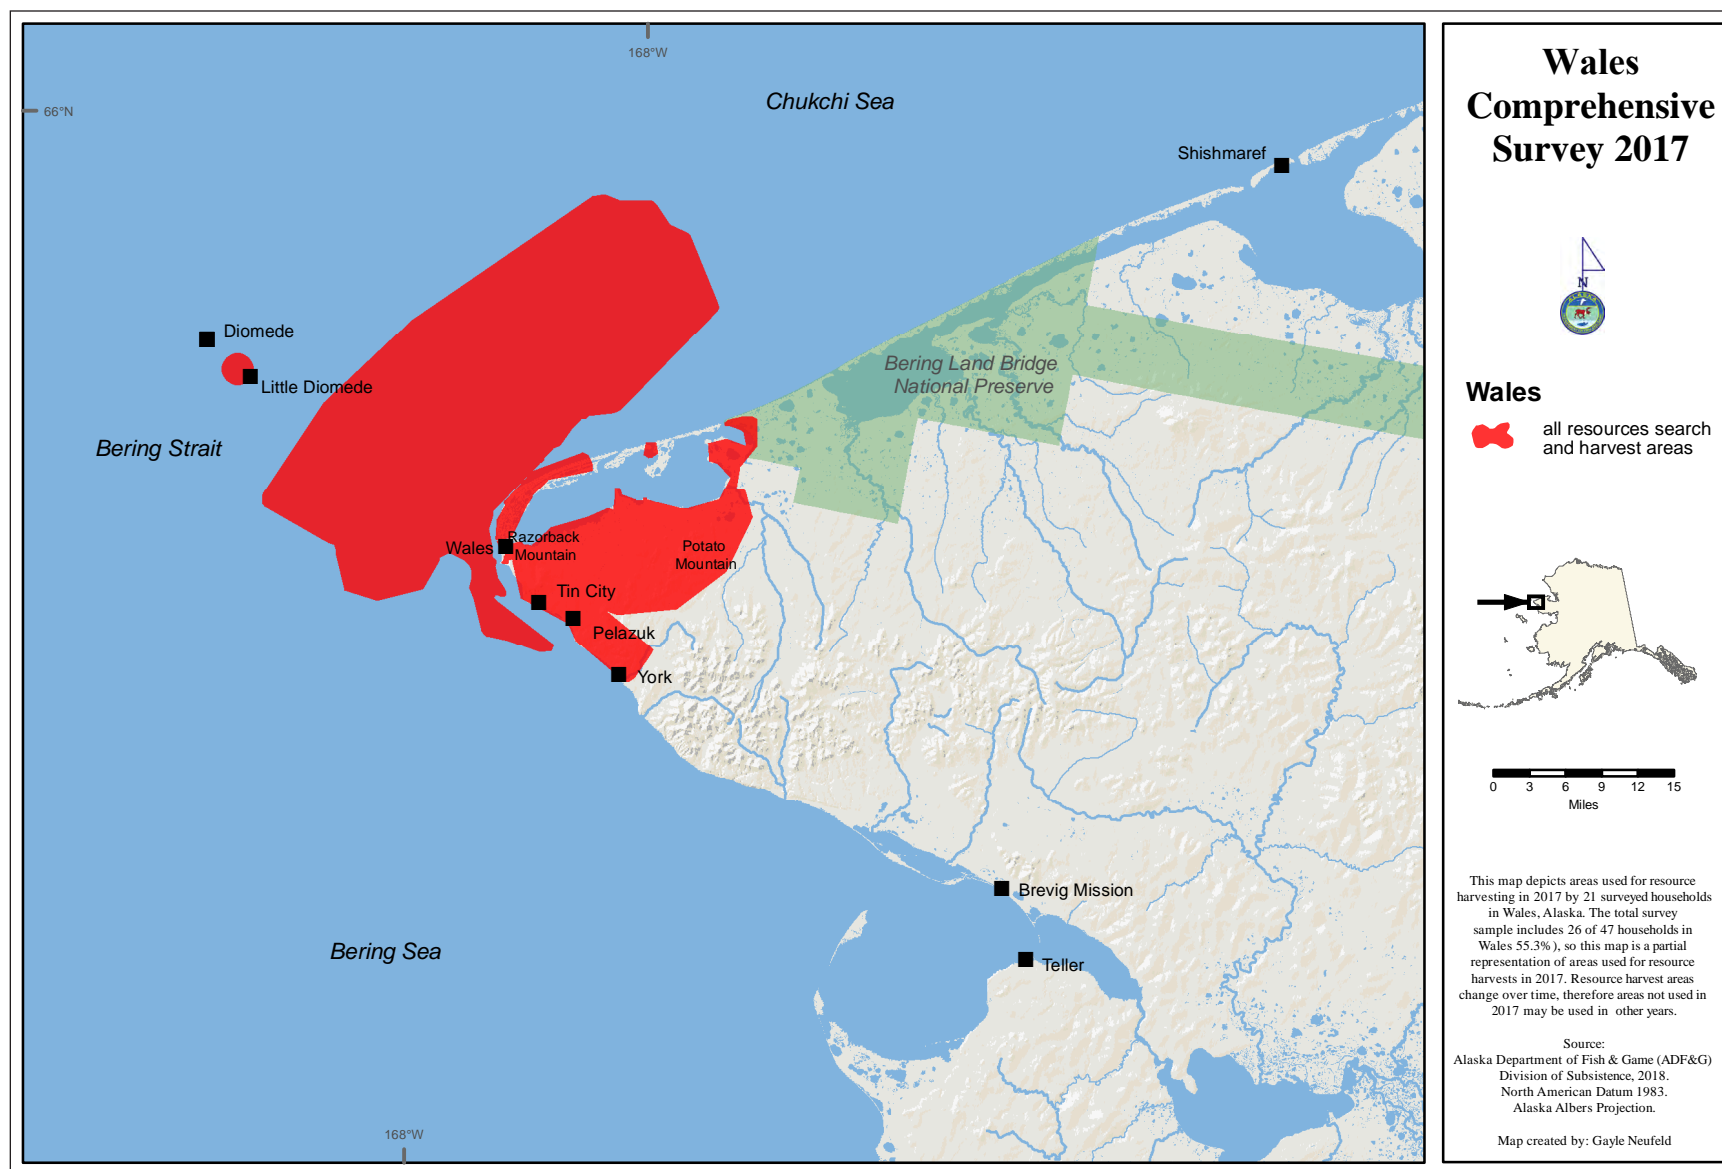 168°W
66°N
Chukchi Sea
Shishmaref
Diomede
Little Diomede
Bering Land Bridge
National Preserve
Bering Strait
Wales
Razorback
Mountain
Potato
Mountain
Tin City
Pelazuk
York
Brevig Mission
Bering Sea
Teller
168°W
Wales
Comprehensive
Survey 2017
N
ALASKA
Wales
all resources search
and harvest areas
0 3 6 9 12 15
Miles
This map depicts areas used for resource
harvesting in 2017 by 21 surveyed households
in Wales, Alaska. The total survey
sample includes 26 of 47 households in
Wales 55.3%), so this map is a partial
representation of areas used for resource
harvests in 2017. Resource harvest areas
change over time, therefore areas not used in
2017 may be used in other years.
Source:
Alaska Department of Fish & Game (ADF&G)
Division of Subsistence, 2018.
North American Datum 1983.
Alaska Albers Projection.
Map created by: Gayle Neufeld